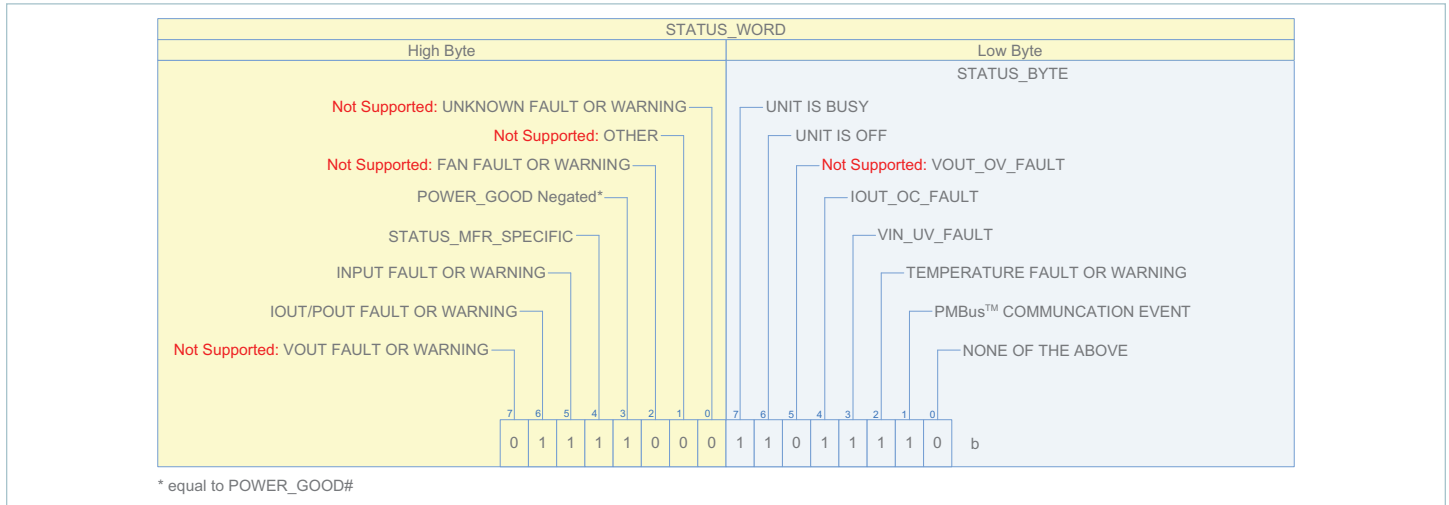 STATUS_WORD
High Byte Low Byte
STATUS_BYTE
Not Supported: UNKNOWN FAULT OR WARNING UNIT IS BUSY
Not Supported: OTHER UNIT IS OFF
Not Supported: FAN FAULT OR WARNING Not Supported: VOUT_OV_FAULT
POWER_GOOD Negated* IOUT_OC_FAULT
STATUS_MFR_SPECIFIC VIN_UV_FAULT
INPUT FAULT OR WARNING TEMPERATURE FAULT OR WARNING
IOUT/POUT FAULT OR WARNING PMBus™ COMMUNCATION EVENT
Not Supported: VOUT FAULT OR WARNING NONE OF THE ABOVE
7 6 5 4 3 2 1 0 7 6 5 4 3 2 1 0
0 1 1 1 1 0 0 0 1 1 0 1 1 1 1 0 b
* equal to POWER_GOOD#